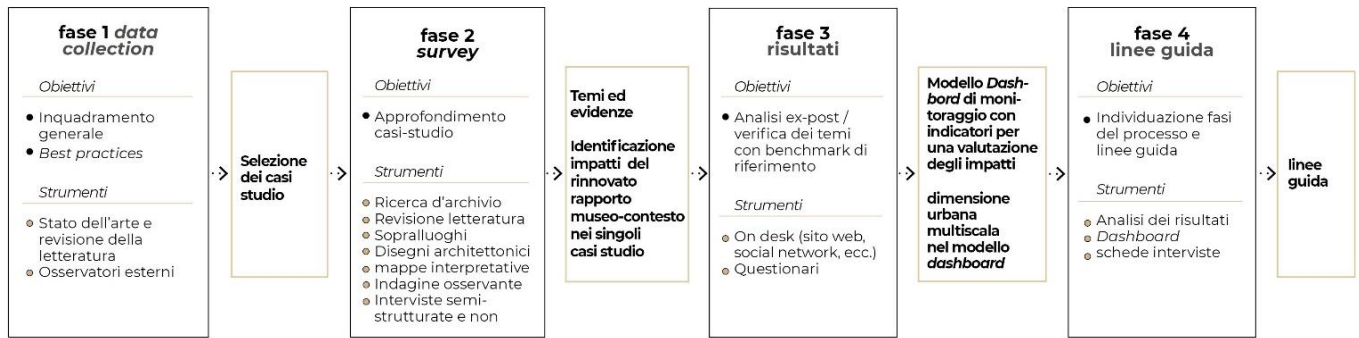 fase 1 data
collection
Obiettivi
Inquadramento
generale
Best practices
Strumenti
Stato dell'arte e
revisione della
letteratura
Osservatori esterni
Selezione
dei casi
studio
fase 2
survey
Obiettivi
Approfondimento
casi-studio
Strumenti
Ricerca d'archivio
Revisione letteratura
Sopralluoghi
Disegni architettonici
mappe interpretative
Indagine osservante
Interviste semi-
strutturate e non
Temi ed
evidenze
Identificazione
impatti del
rinnovato
rapporto
museo-contesto
nei singoli
casi studio
fase 3
risultati
Obiettivi
Analisi ex-post /
verifica dei temi
con benchmark di
riferimento
Strumenti
On desk (sito web,
social network, ecc.)
Questionari
Modello Dash-
bord di moni-
toraggio con
indicatori per
una valutazione
degli impatti
dimensione
urbana
multiscala
nel modello
dashboard
fase 4
linee guida
Obiettivi
Individuazione fasi
del processo e
linee guida
Strumenti
Analisi dei risultati
Dashboard
schede interviste
linee
guida